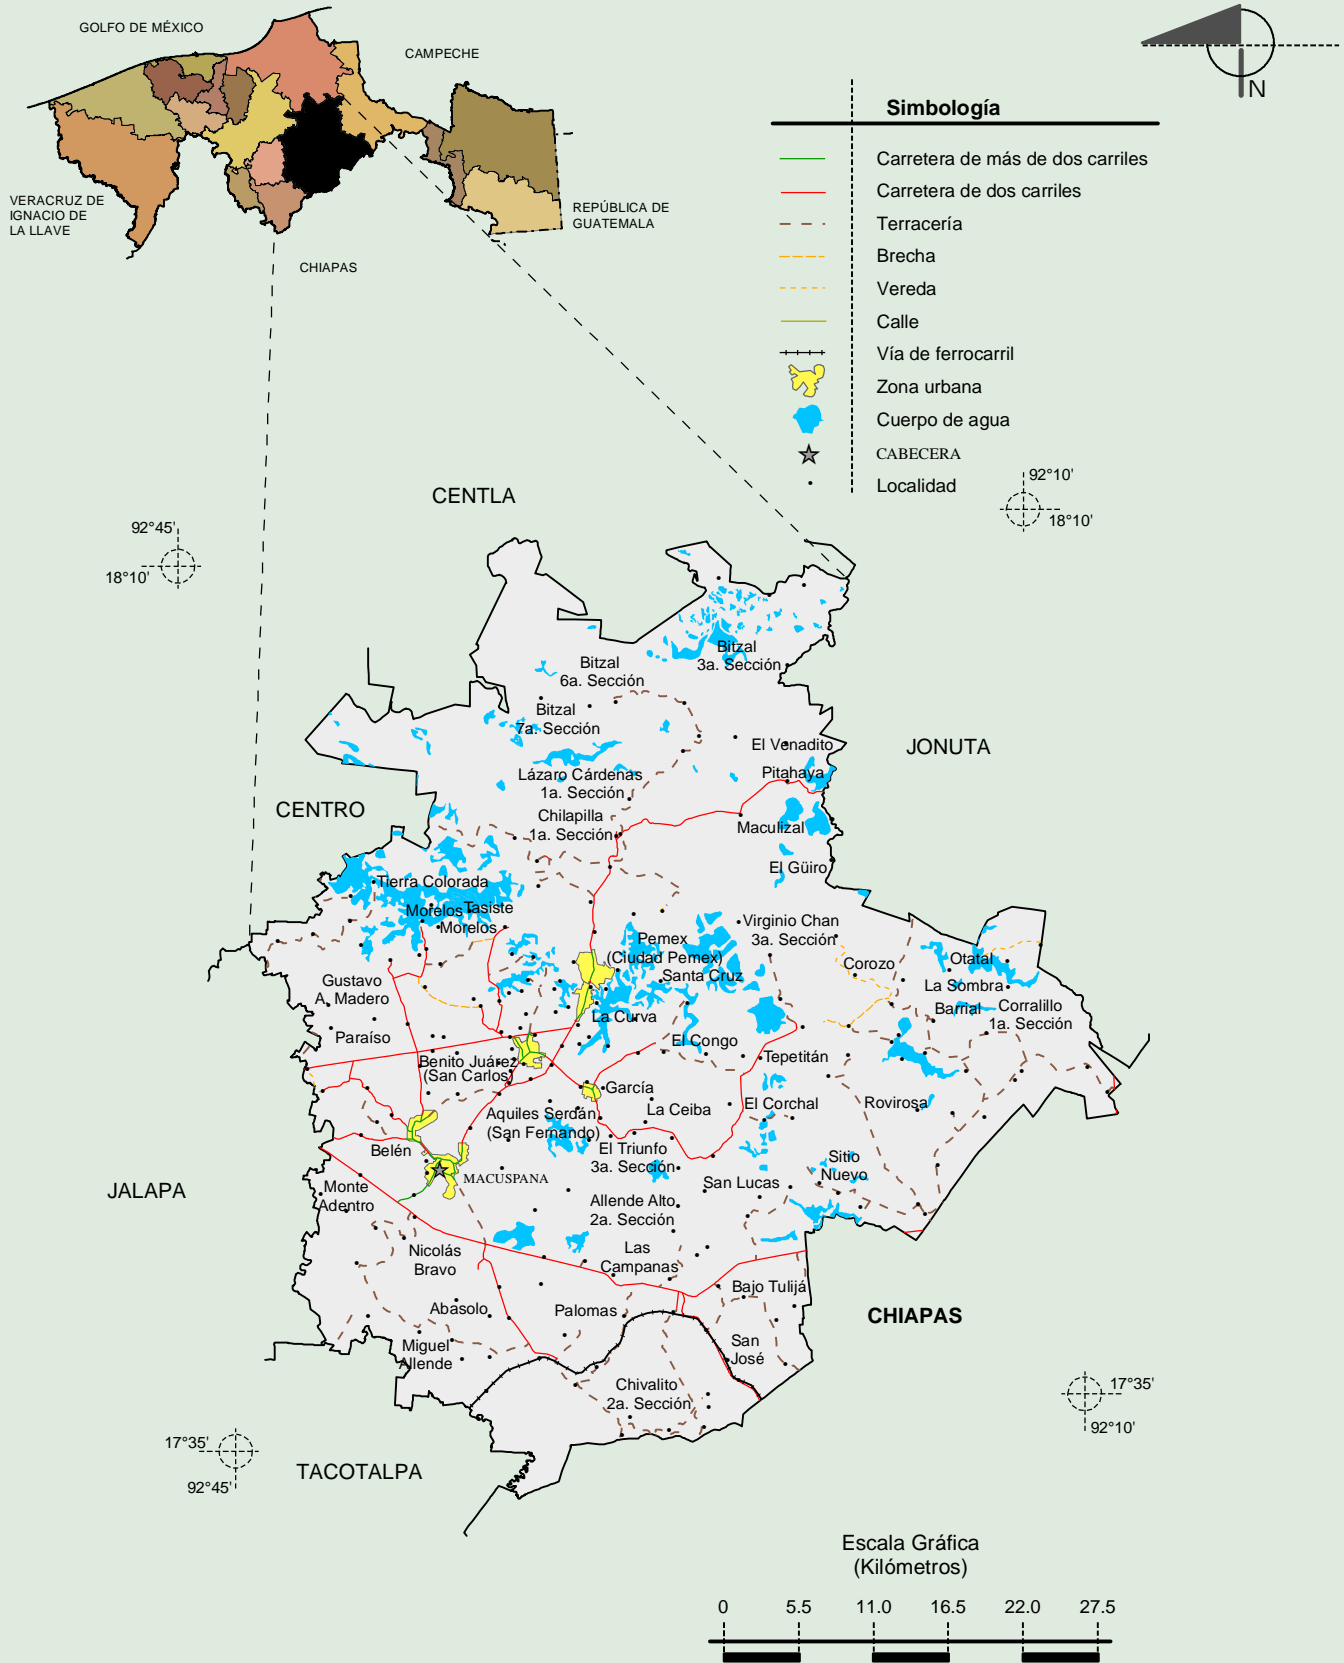 GOLFO DE MÉXICO
CAMPECHE
VERACRUZ DE
IGNACIO DE
LA LLAVE
REPÚBLICA DE
GUATEMALA
CHIAPAS
N
Simbología
Carretera de más de dos carriles
Carretera de dos carriles
Terracería
Brecha
Vereda
Calle
Vía de ferrocarril
Zona urbana
Cuerpo de agua
CABECERA
Localidad
92°10'
18°10'
92°45'
18°10'
CENTLA
Bitzal
3a. Sección
Bitzal
6a. Sección
Bitzal
7a. Sección
El Venadito
JONUTA
Pitahaya
Lázaro Cárdenas
1a. Sección
CENTRO
Chilapilla
1a. Sección
Maculizal
El Güiro
Tierra Colorada
Morelos
Tasiste
Morelos
Virginio Chan
3a. Sección
Pemex
(Ciudad Pemex)
Santa Cruz
Corozo
Otatal
La Sombra
Gustavo
A. Madero
Barrial
Corralillo
1a. Sección
La Curva
Paraíso
El Congo
Tepetitán
Benito Juárez
(San Carlos)
García
La Ceiba
El Corchal
Rovirosa
Aquiles Serdán
(San Fernando)
El Triunfo
3a. Sección
Belén
MACUSPANA
Sitio
Nuevo
San Lucas
JALAPA
Monte
Adentro
Allende Alto
2a. Sección
Nicolás
Bravo
Las
Campanas
Bajo Tulijá
Abasolo
Palomas
CHIAPAS
Miguel
Allende
San
José
Chivalito
2a. Sección
17°35'
92°10'
17°35'
92°45'
TACOTALPA
Escala Gráfica
(Kilómetros)
0 5.5 11.0 16.5 22.0 27.5